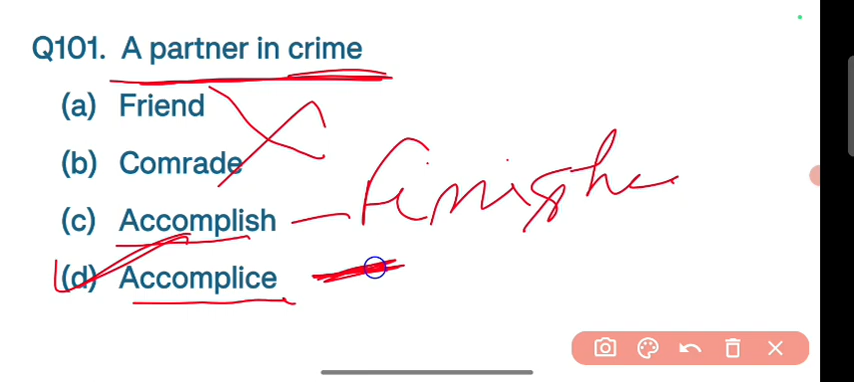 Q101. A partner in crime
(a) Friend
(b) Comrade
(c) Accomplish - Finish
(d) Accomplice